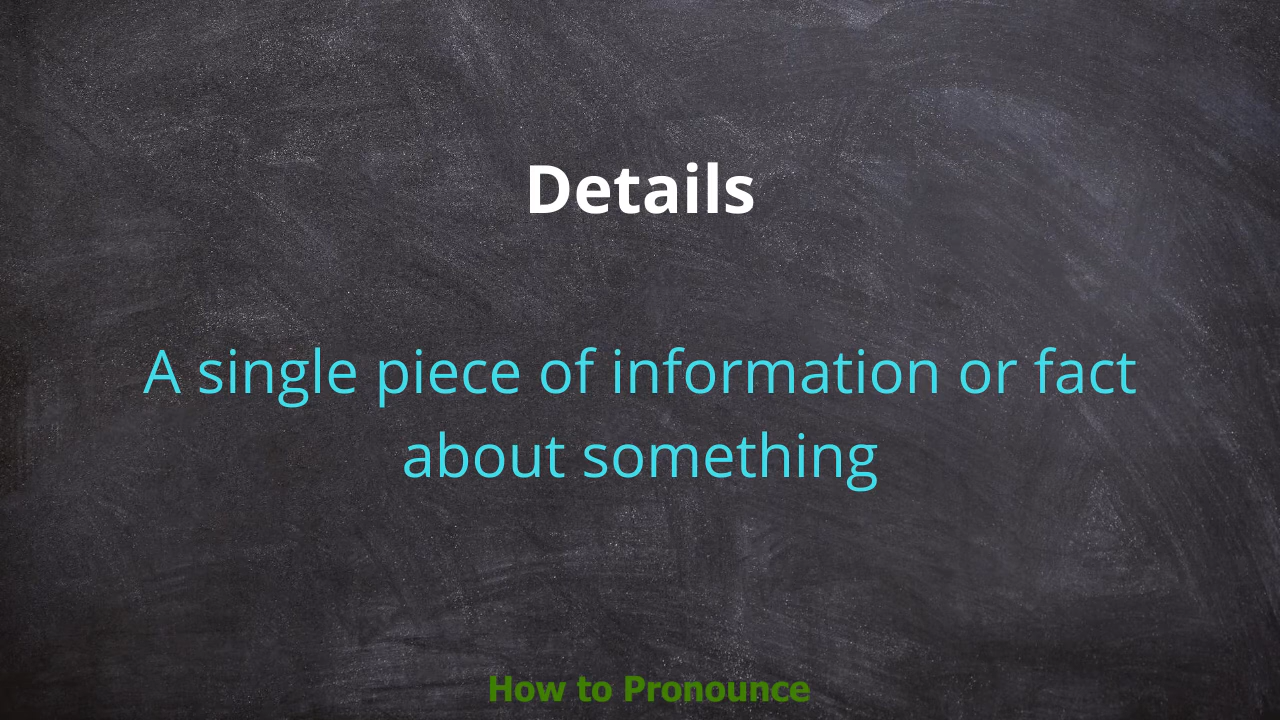 Details
A single piece of information or fact
about something
How to Pronounce